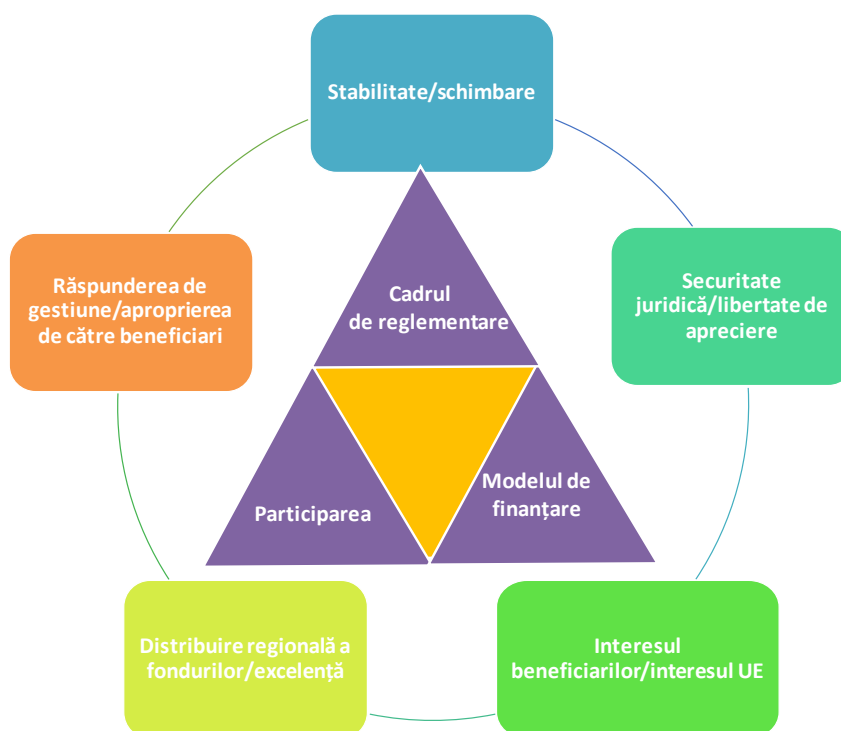 Stabilitate/schimbare
Răspunderea de
gestiune/aproprierea
de către beneficiari
Securitate
juridică/libertate de
apreciere
Cadrul
de reglementare
Participarea
Modelul de
finanțare
Distribuire regională a
fondurilor/excelență
Interesul
beneficiarilor/interesul UE